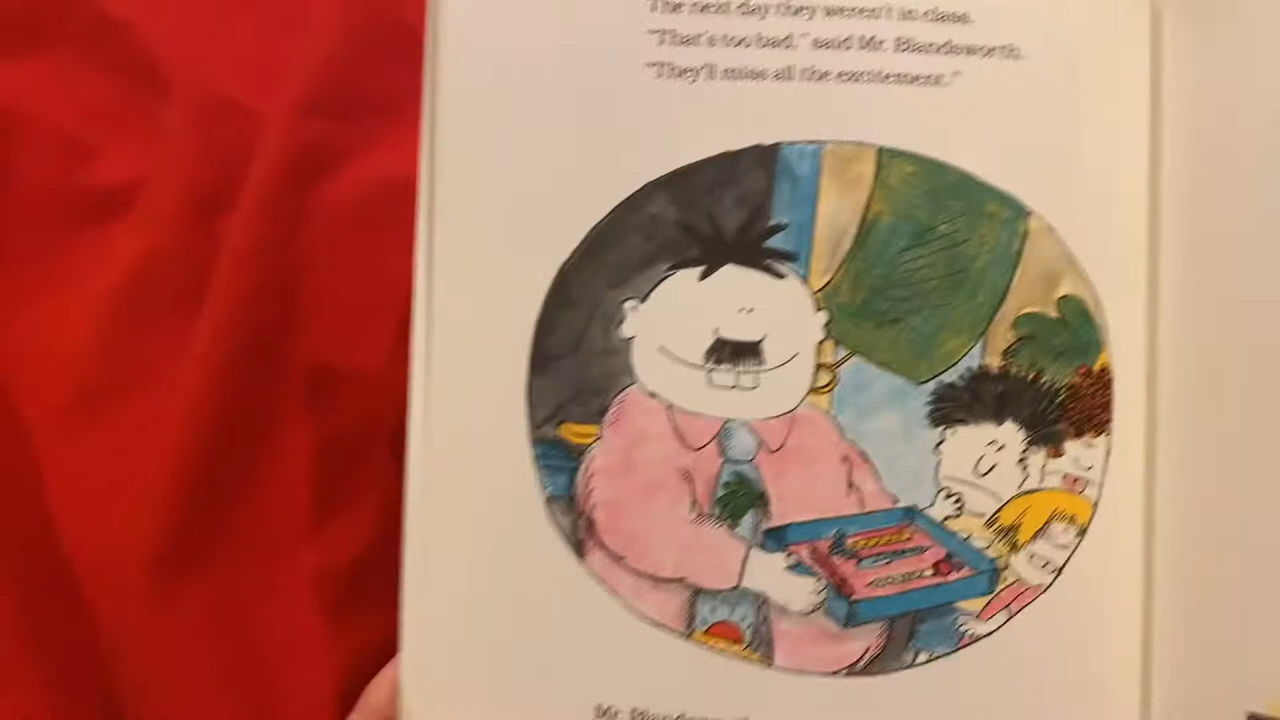 The next day they weren't in class.
"That's too bad," said Mr. Blandsworth.
"They'll miss all the excitement."
Mr.